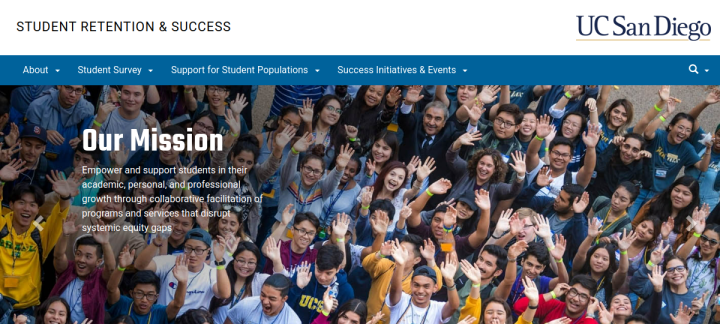 STUDENT RETENTION & SUCCESS
UC San Diego
About
Student Survey
Support for Student Populations
Success Initiatives & Events
Our Mission
Empower and support students in their
academic, personal, and professional
growth through collaborative facilitation of
programs and services that disrupt
systemic equity gaps
UCS